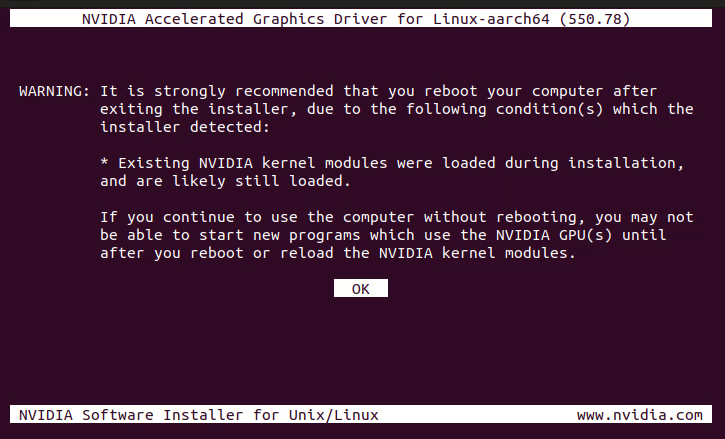 NVIDIA Accelerated Graphics Driver for Linux-aarch64 (550.78)
WARNING: It is strongly recommended that you reboot your computer after
exiting the installer, due to the following condition(s) which the
installer detected:
* Existing NVIDIA kernel modules were loaded during installation,
and are likely still loaded.
If you continue to use the computer without rebooting, you may not
be able to start new programs which use the NVIDIA GPU(s) until
after you reboot or reload the NVIDIA kernel modules.
OK
NVIDIA Software Installer for Unix/Linux www.nvidia.com